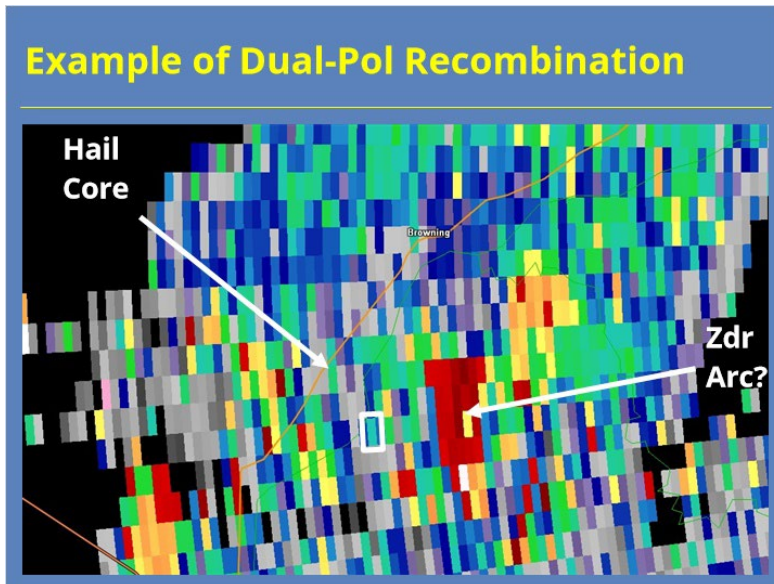 Example of Dual-Pol Recombination
Hail
Core
Browning
Zdr
Arc?